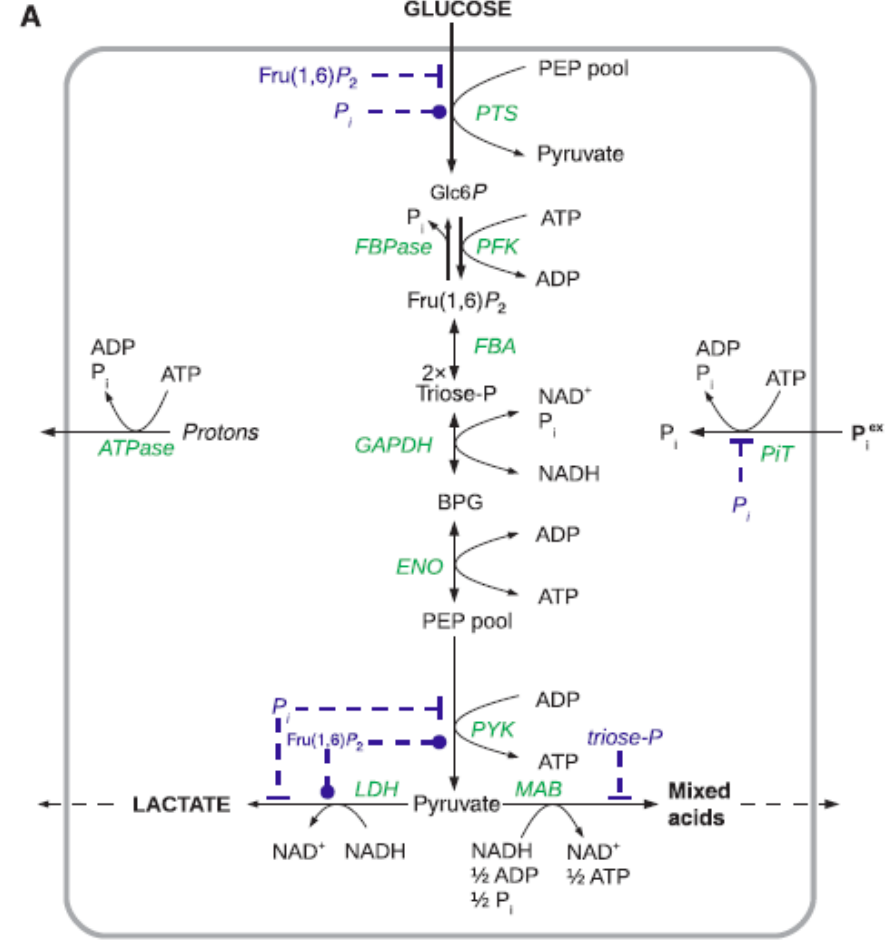 A
GLUCOSE
Fru(1,6)P₂
PEP pool
Pᵢ
PTS
Pyruvate
Glc6P
Pᵢ
ATP
FBPase
PFK
ADP
Fru(1,6)P₂
FBA
ADP
Pᵢ
ATP
ATPase
Protons
2×
Triose-P
NAD⁺
Pᵢ
GAPDH
NADH
ADP
Pᵢ
ATP
Pᵢ
Pᵢᵉˣ
PiT
Pᵢ
BPG
ADP
ENO
ATP
PEP pool
Pᵢ
ADP
Fru(1,6)P₂
PYK
triose-P
ATP
LACTATE
LDH
Pyruvate
MAB
Mixed
acids
NAD⁺
NADH
NADH
½ ADP
½ Pᵢ
NAD⁺
½ ATP